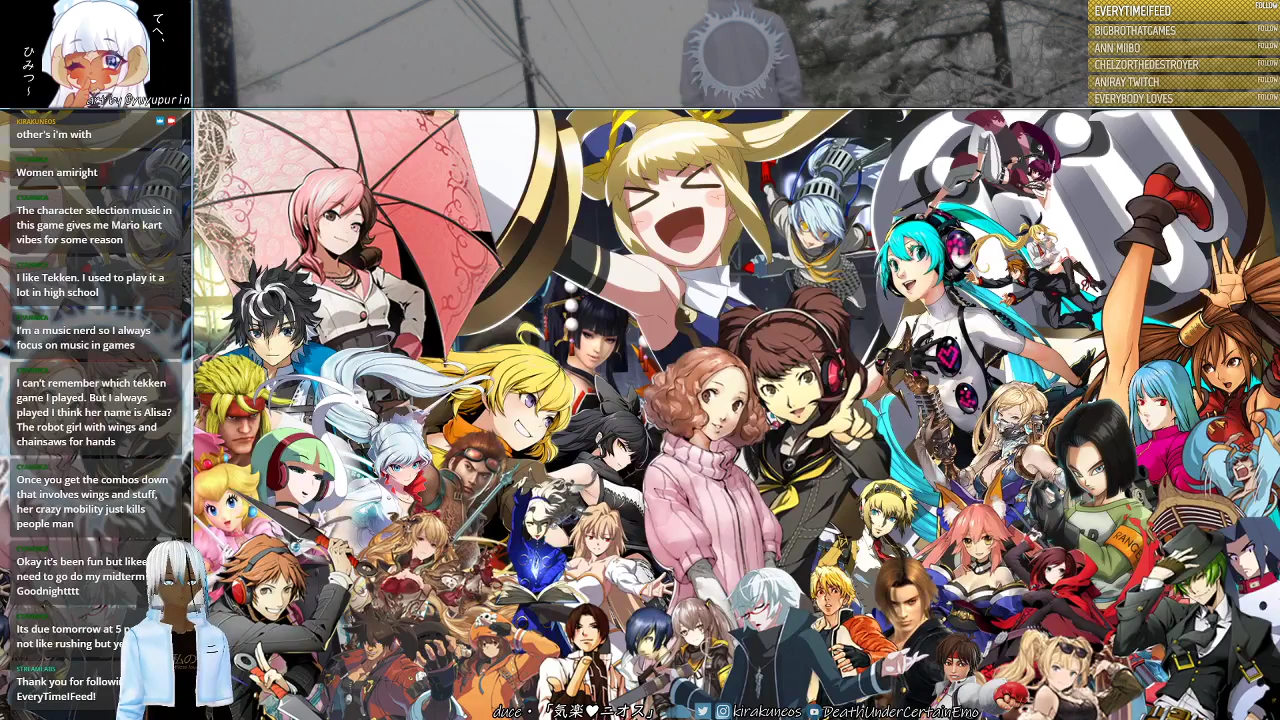 てへ、
ひみつ～
art by @yuyupurin
EVERYTIMEIFEED
FOLLOW
BIGBROTHATGAMES
FOLLOW
ANN MIIBO
FOLLOW
CHELZORTHEDESTROYER
FOLLOW
ANIRAY TWITCH
FOLLOW
EVERYBODY LOVES
FOLLOW
KIRAKUNEOS
other's i'm with
Women amiright
The character selection music in
this game gives me Mario kart
vibes for some reason
I like Tekken. I used to play it a
lot in high school
I'm a music nerd so I always
focus on music in games
I can't remember which tekken
game I played. But I always
played I think her name is Alisa?
The robot girl with wings and
chainsaws for hands
Once you get the combos down
that involves wings and stuff,
her crazy mobility just kills
people man
Okay it's been fun but likee
need to go do my midterm
Goodnightttt
Its due tomorrow at 5
not like rushing but
STREAMLABS
Thank you for
EveryTimeIFeed!
duce・「気楽♥ニオス」
kirakuneos
DeathUnderCertainEmo